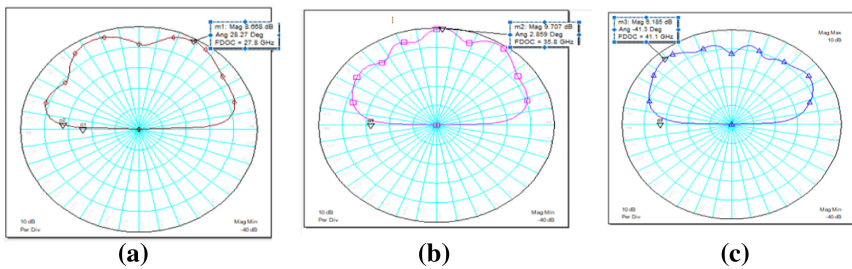 m1: Mag 8.668 dB
Ang 28.27 Deg
FDOC = 27.8 GHz
10 dB
Per Div
Mag Min
-40 dB
(a)
m2: Mag 9.707 dB
Ang 2.859 Deg
FDOC = 35.8 GHz
10 dB
Per Div
Mag Min
-40 dB
(b)
m3: Mag 6.185 dB
Ang -41.3 Deg
FDOC = 41.1 GHz
Mag Max
10 dB
10 dB
Per Div
Mag Min
-40 dB
(c)